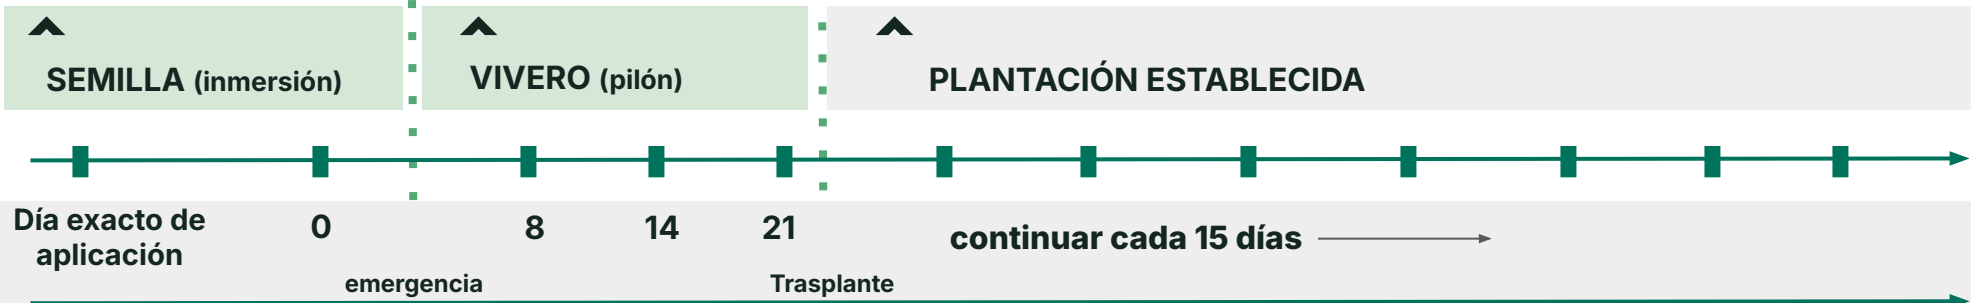 SEMILLA (inmersión)
VIVERO (pilón)
PLANTACIÓN ESTABLECIDA
Día exacto de
aplicación
0
8
14
21
continuar cada 15 días
emergencia
Trasplante